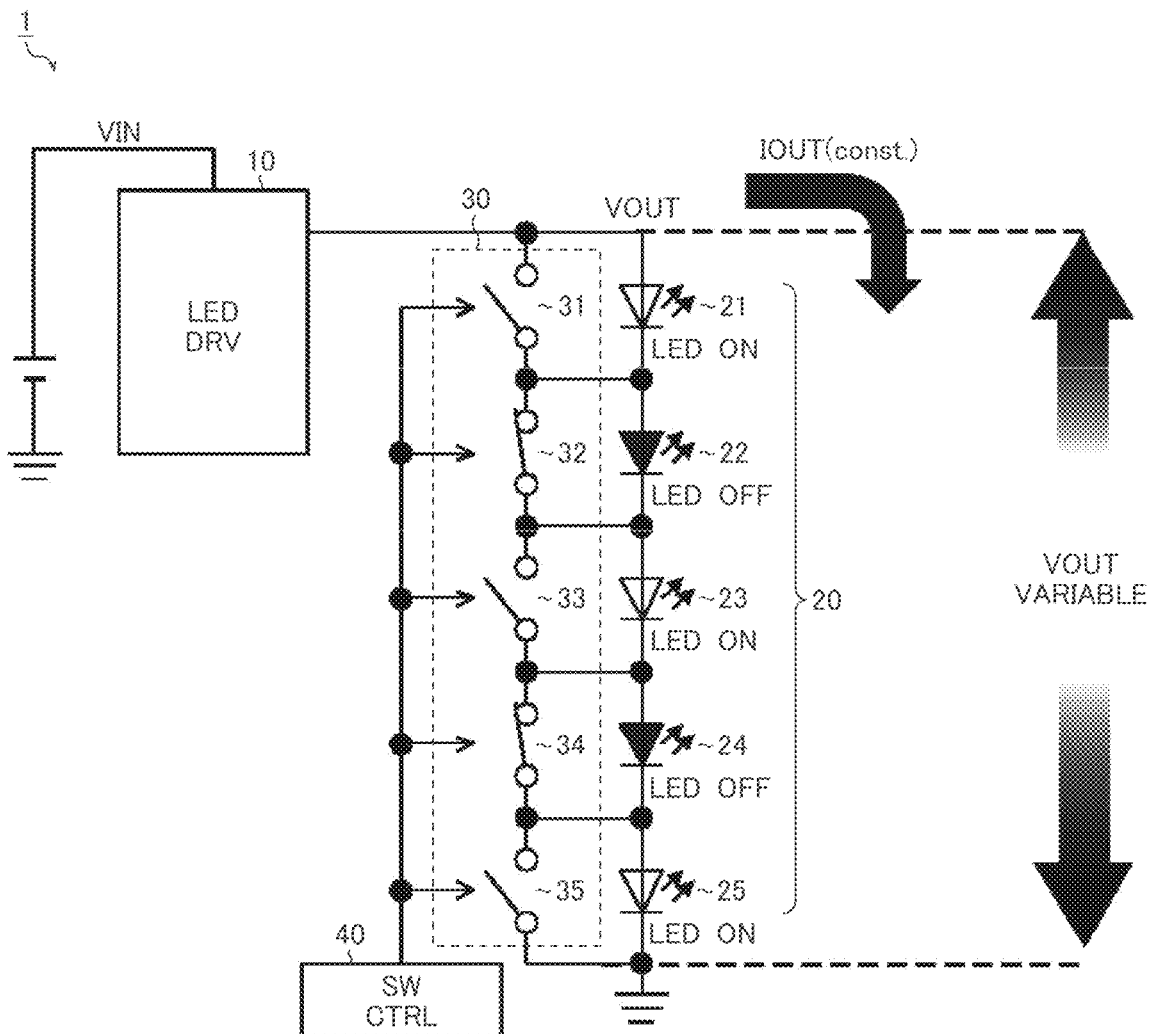 1
VIN
10
LED
DRV
30
VOUT
IOUT(const.)
31
21
LED ON
32
22
LED OFF
33
23
LED ON
20
VOUT
VARIABLE
34
24
LED OFF
35
25
LED ON
40
SW
CTRL